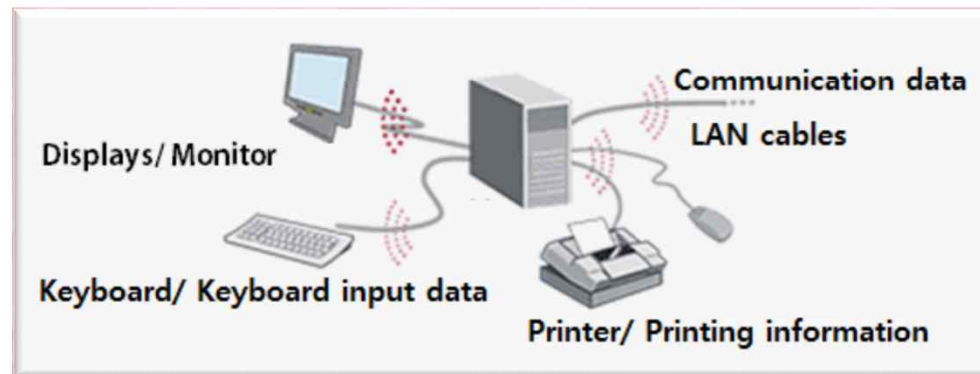 Communication data
LAN cables
Displays/ Monitor
Keyboard/ Keyboard input data
Printer/ Printing information